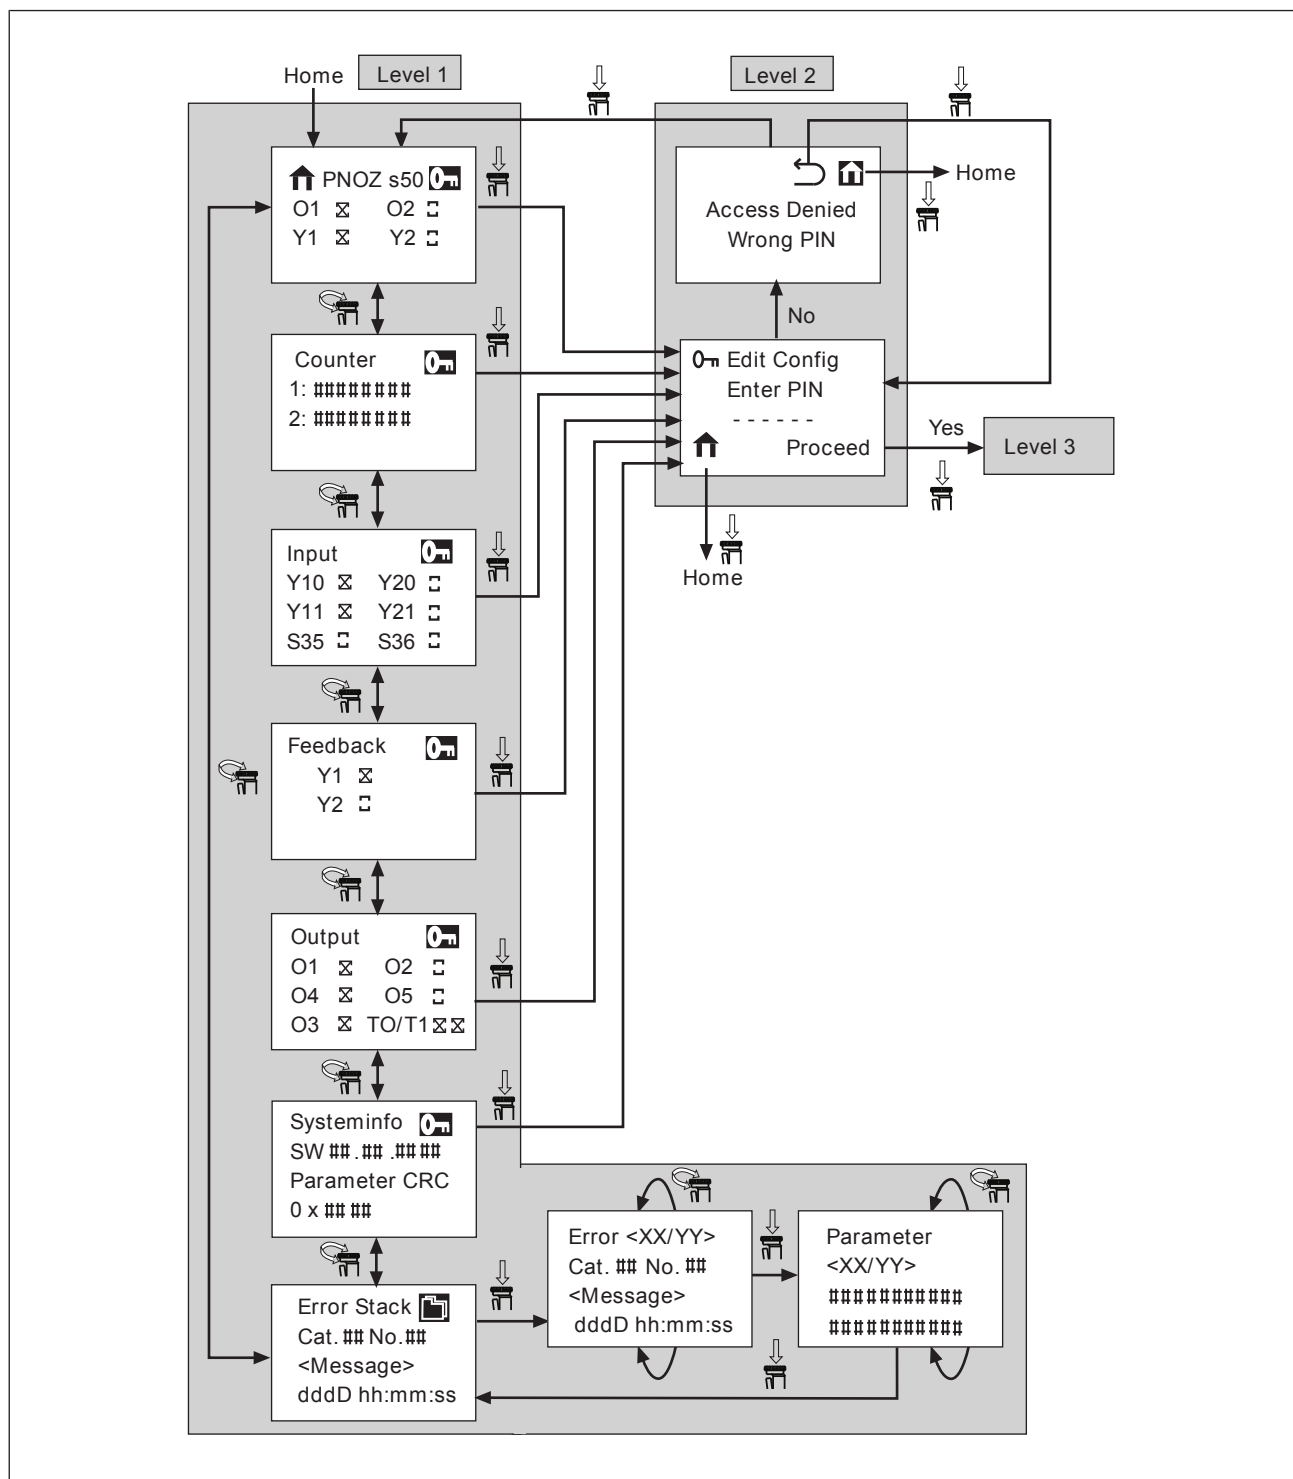 Home
Level 1
Level 2
PNOZ s50
O1 O2
Y1 Y2
Home
Access Denied
Wrong PIN
No
Counter
1: ########
2: ########
Edit Config
Enter PIN
- - - - - -
Proceed
Yes
Level 3
Home
Input
Y10 Y20
Y11 Y21
S35 S36
Feedback
Y1
Y2
Output
O1 O2
O4 O5
O3 TO/T1
Systeminfo
SW ##.##.####
Parameter CRC
0 x ## ##
Error Stack
Cat. ## No.##
<Message>
dddD hh:mm:ss
Error <XX/YY>
Cat. ## No. ##
<Message>
dddD hh:mm:ss
Parameter
<XX/YY>
###########
###########